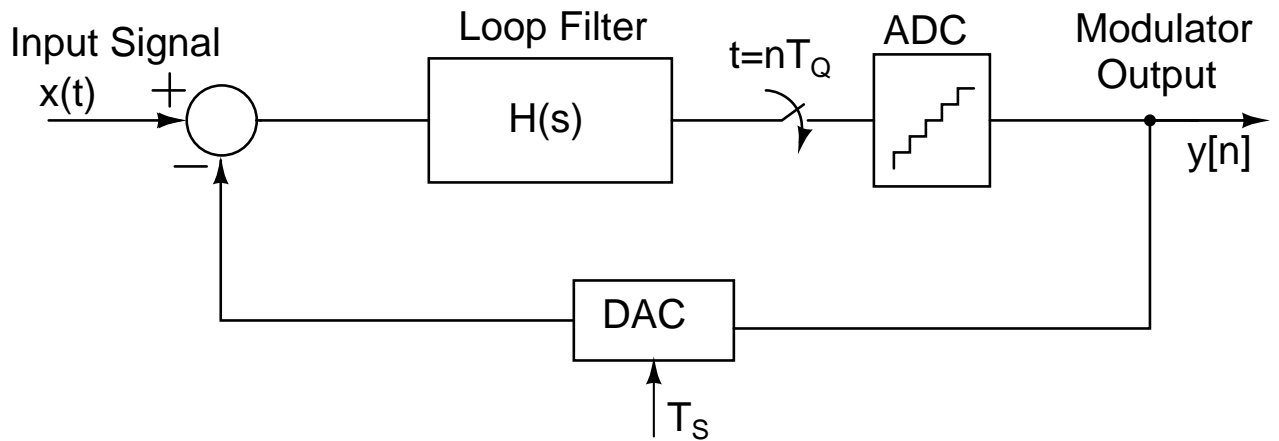 Input Signal
x(t)
+
−
Loop Filter
H(s)
t=nT_Q
ADC
Modulator
Output
y[n]
DAC
T_S